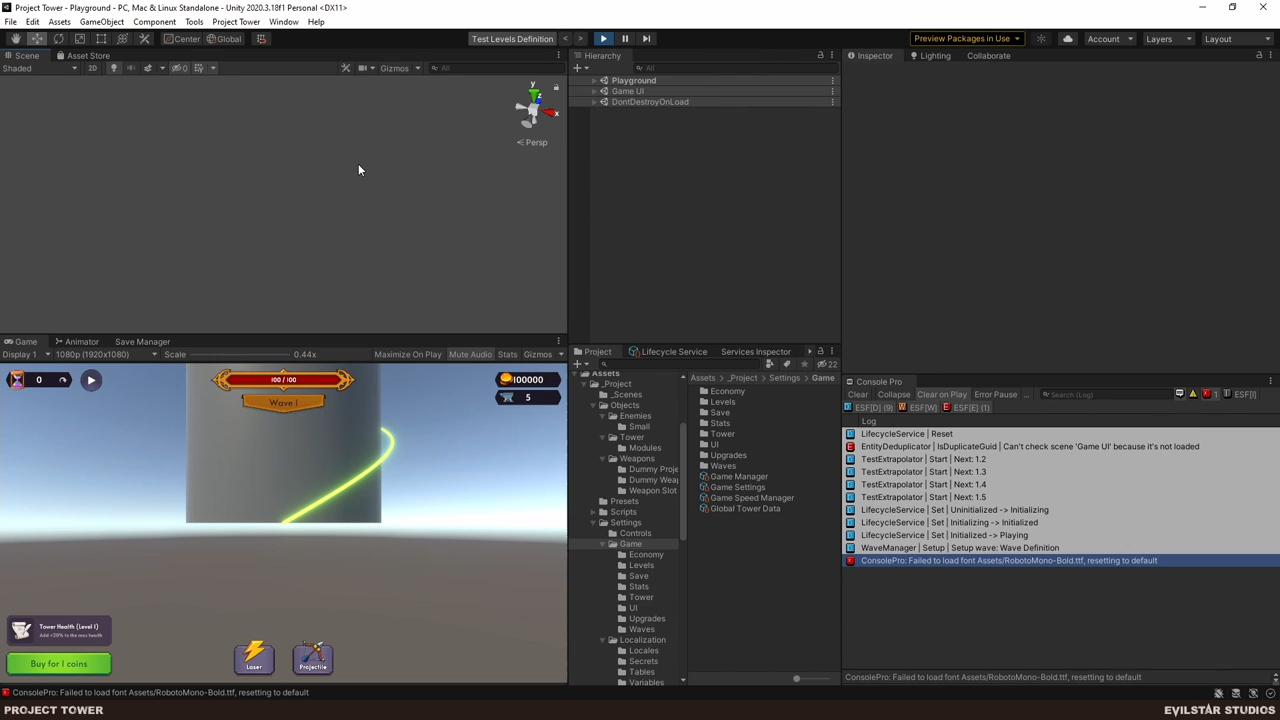 Project Tower - Playground - PC, Mac & Linux Standalone - Unity 2020.3.18f1 Personal <DX11>
File Edit Assets GameObject Component Tools Project Tower Window Help
Center Global Test Levels Definition < > Preview Packages in Use Account Layers Layout
Scene Asset Store
Shaded 2D 0 Gizmos All
y
z
x
< Persp
Hierarchy
+ All
Playground
Game UI
DontDestroyOnLoad
Inspector Lighting Collaborate
Game Animator Save Manager
Display 1 1080p (1920x1080) Scale 0.44x Maximize On Play Mute Audio Stats Gizmos
0 100 / 100 100000
Wave 1 5
Tower Health (Level 1)
Add +20% to the max health
Buy for 1 coins
Laser Projectile
Project Lifecycle Service Services Inspector
+ 22
Assets
_Project
_Scenes
Objects
Enemies
Small
Tower
Modules
Weapons
Dummy Proje
Dummy Weap
Weapon Slot
Presets
Scripts
Settings
Controls
Game
Economy
Levels
Save
Stats
Tower
UI
Upgrades
Waves
Localization
Locales
Secrets
Tables
Variables
Assets > _Project > Settings > Game
Economy
Levels
Save
Stats
Tower
UI
Upgrades
Waves
Game Manager
Game Settings
Game Speed Manager
Global Tower Data
Console Pro
Clear Collapse Clear on Play Error Pause ... Search (Log) 1 ESF[I]
ESF[D] (9) ESF[W] ESF[E] (1)
Log
LifecycleService | Reset
EntityDeduplicator | IsDuplicateGuid | Can't check scene 'Game UI' because it's not loaded
TestExtrapolator | Start | Next: 1.2
TestExtrapolator | Start | Next: 1.3
TestExtrapolator | Start | Next: 1.4
TestExtrapolator | Start | Next: 1.5
LifecycleService | Set | Uninitialized -> Initializing
LifecycleService | Set | Initializing -> Initialized
LifecycleService | Set | Initialized -> Playing
WaveManager | Setup | Setup wave: Wave Definition
ConsolePro: Failed to load font Assets/RobotoMono-Bold.ttf, resetting to default
ConsolePro: Failed to load font Assets/RobotoMono-Bold.ttf, resetting to default
ConsolePro: Failed to load font Assets/RobotoMono-Bold.ttf, resetting to default
PROJECT TOWER EVILSTAR STUDIOS